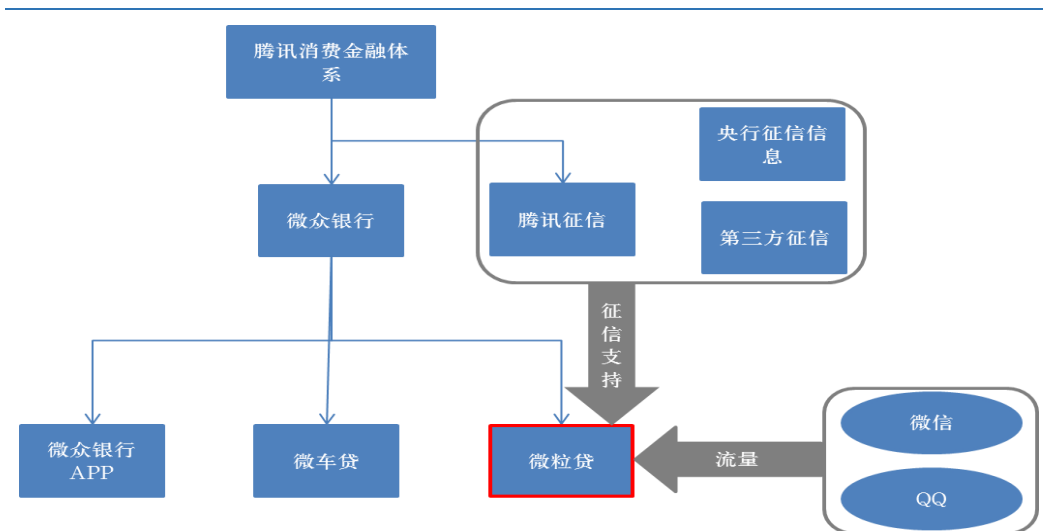 腾讯消费金融体
系
央行征信信
息
微众银行
腾讯征信
第三方征信
征
信
支
持
微众银行
APP
微车贷
微粒贷
流量
微信
QQ